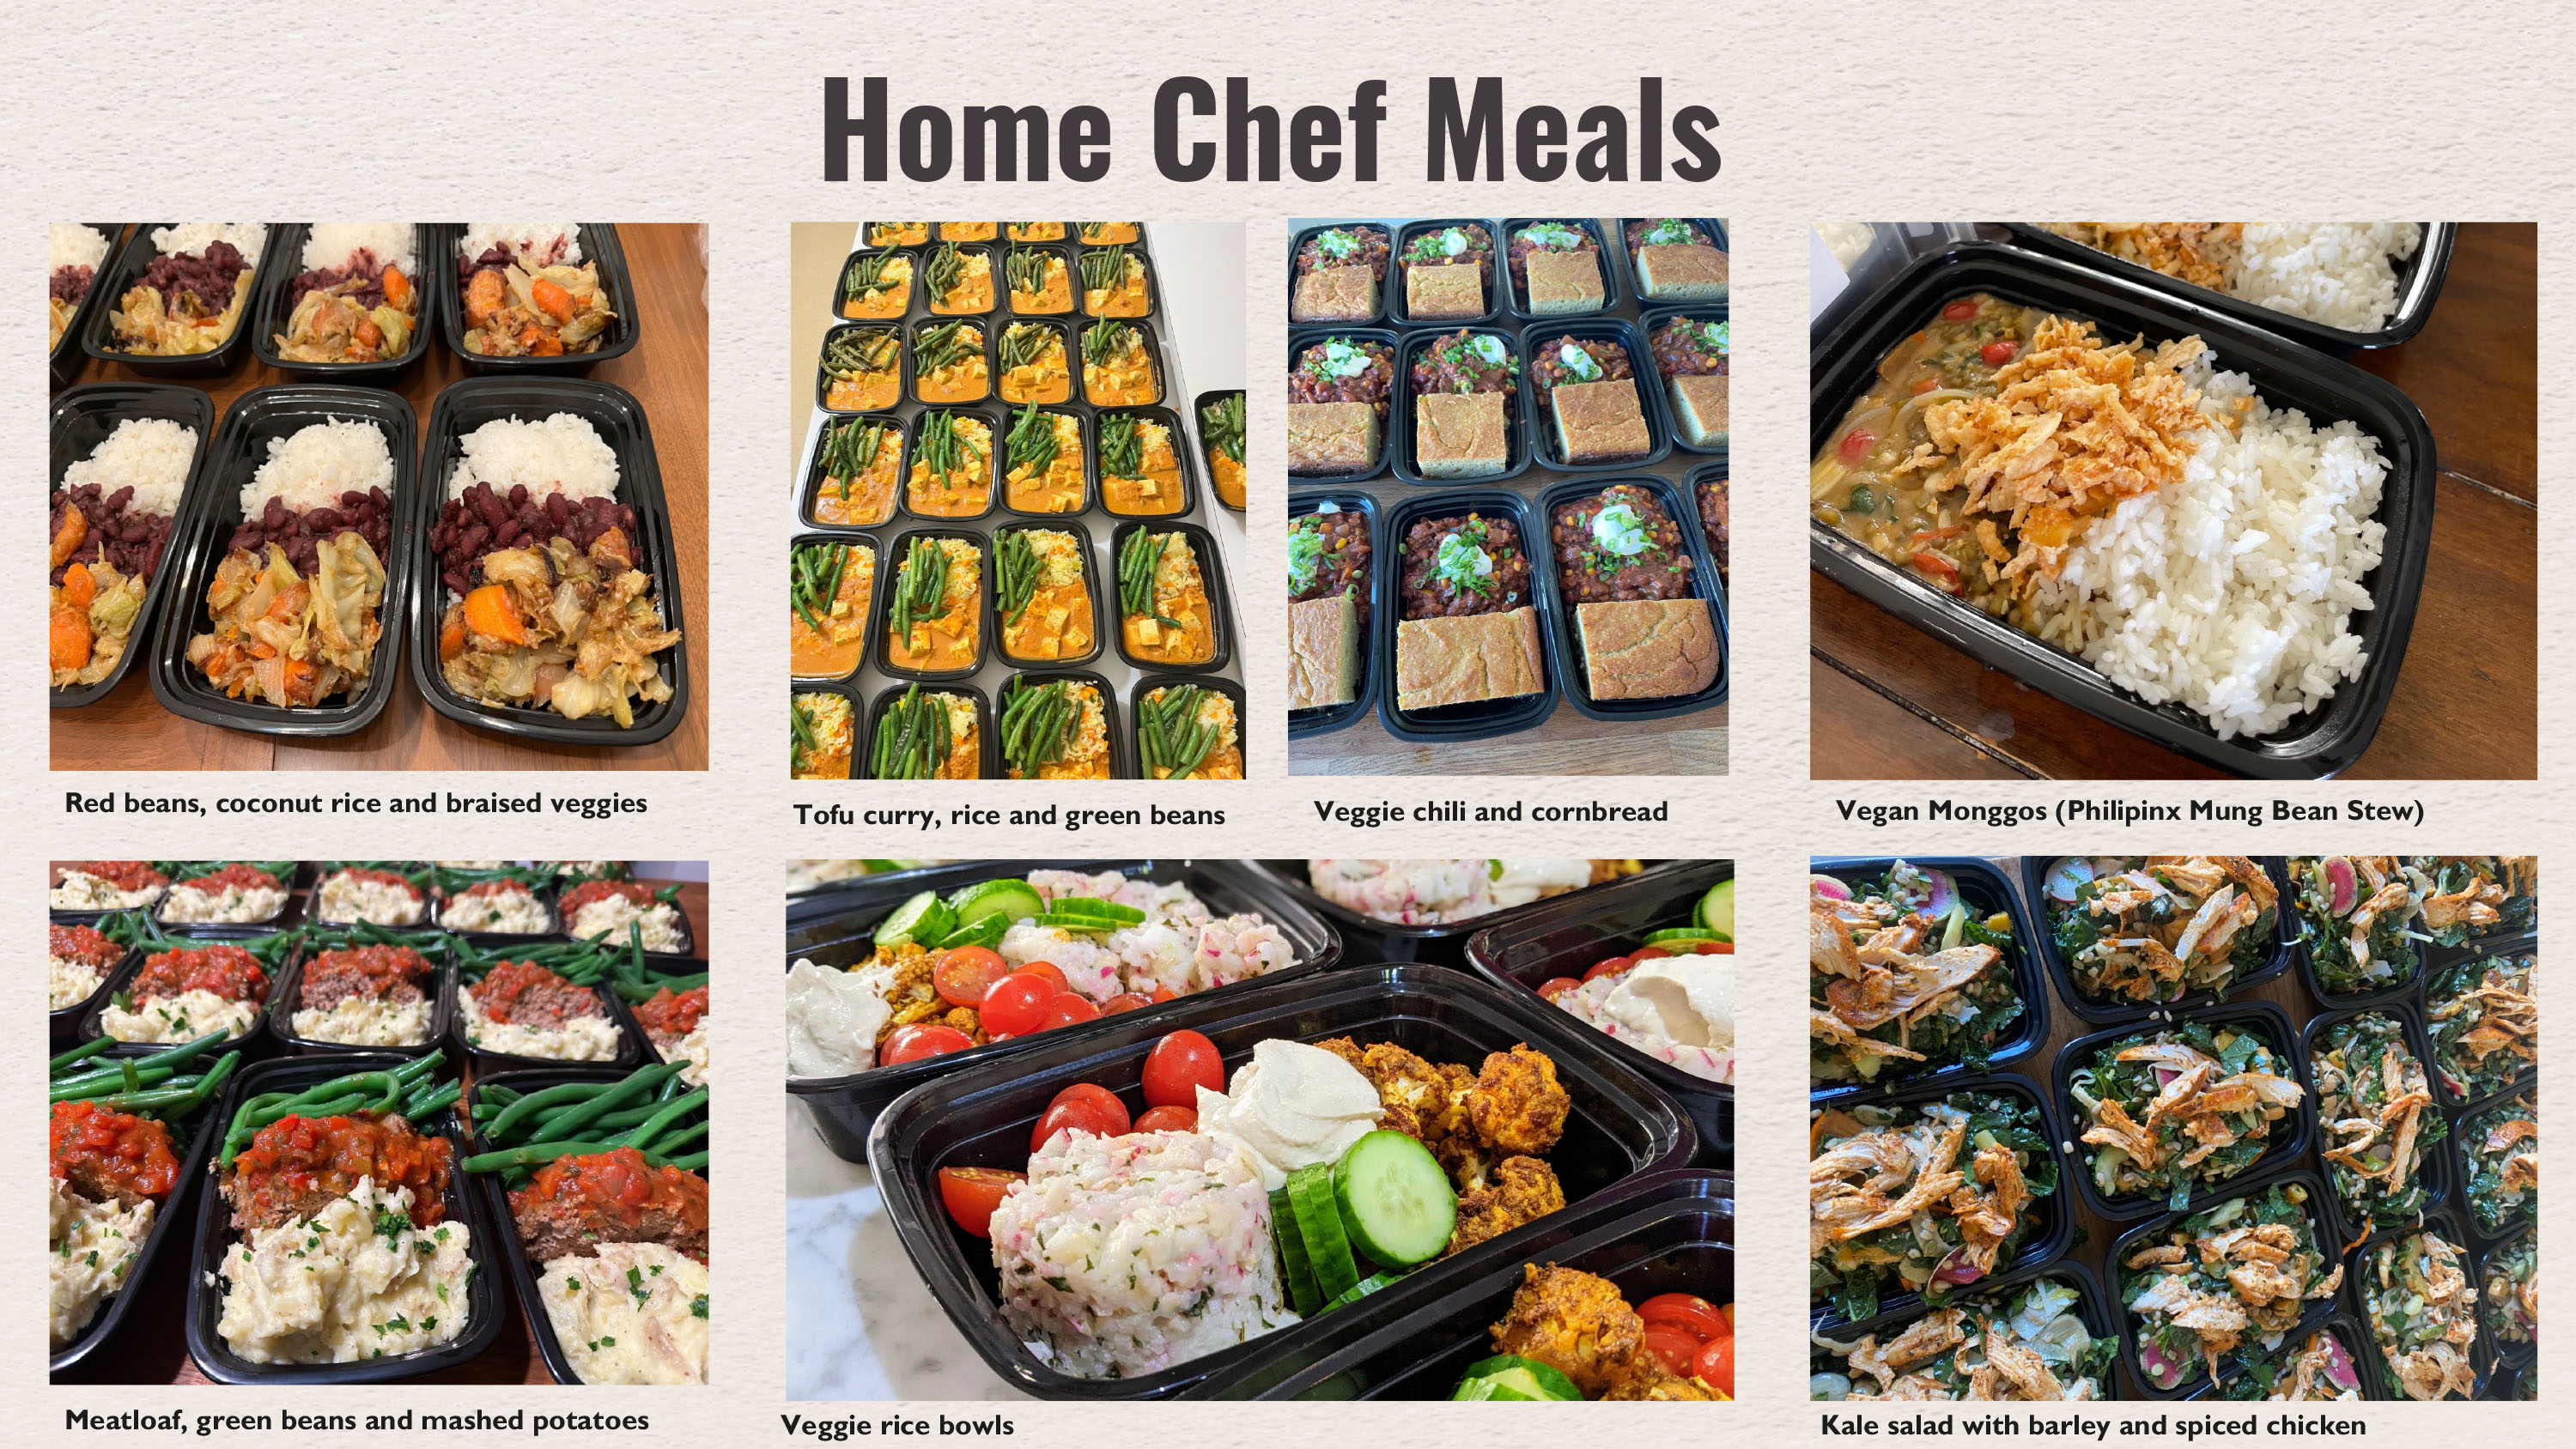 Home Chef Meals
Red beans, coconut rice and braised veggies
Tofu curry, rice and green beans
Veggie chili and cornbread
Vegan Monggos (Philipinx Mung Bean Stew)
Meatloaf, green beans and mashed potatoes
Veggie rice bowls
Kale salad with barley and spiced chicken